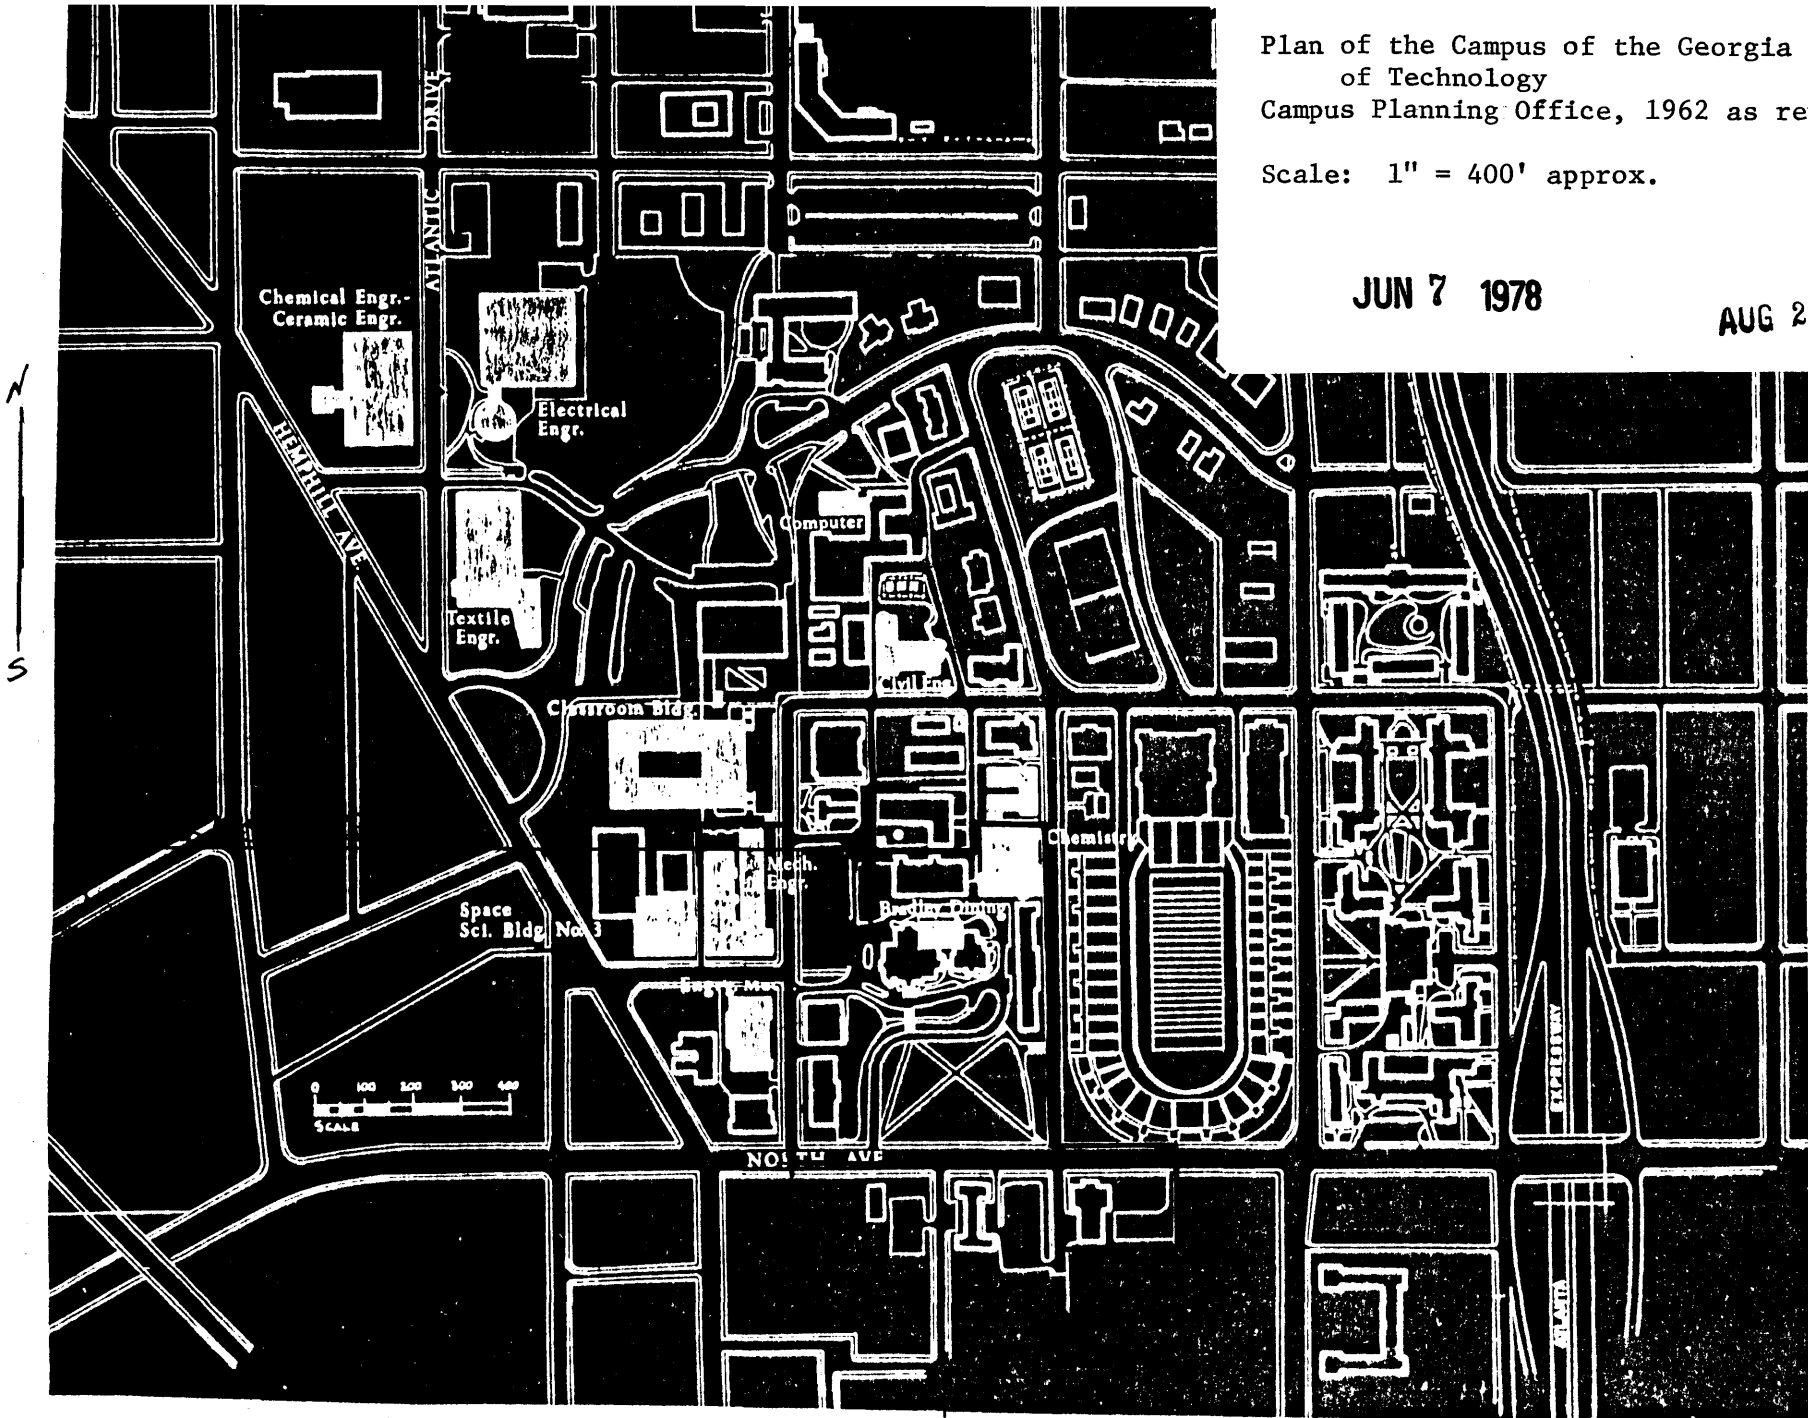 Plan of the Campus of the Georgia
of Technology
Campus Planning Office, 1962 as re
Scale: 1" = 400' approx.
JUN 7 1978
AUG 2
ATLANTIC DRIVE
Chemical Engr.-
Ceramic Engr.
N
S
HEMPHILL AVE
Electrical
Engr.
Computer
Textile
Engr.
Civil Eng
Classroom Bldg.
Chemistry
Mech.
Engr.
Space
Sci. Bldg No. 3
Bradley Dining
0 100 200 300 400
SCALE
NORTH AVE
EXPRESSWAY
ATLANTA